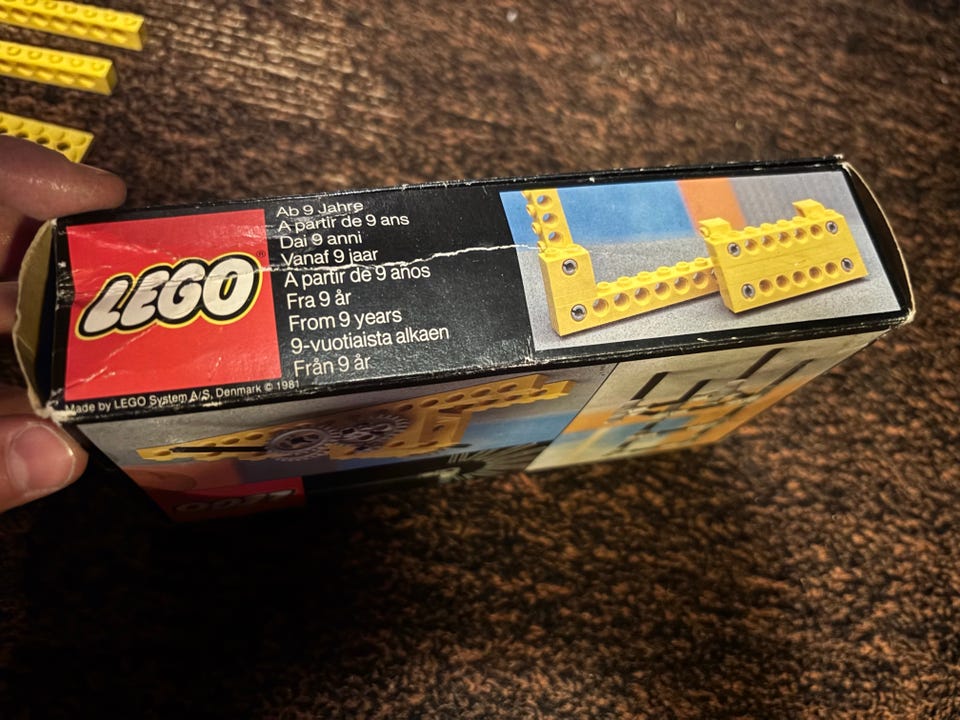 LEGO®
Ab 9 Jahre
A partir de 9 ans
Dai 9 anni
Vanaf 9 jaar
A partir de 9 años
Fra 9 år
From 9 years
9-vuotiaista alkaen
Från 9 år
Made by LEGO System A/S, Denmark © 1981
LEGO